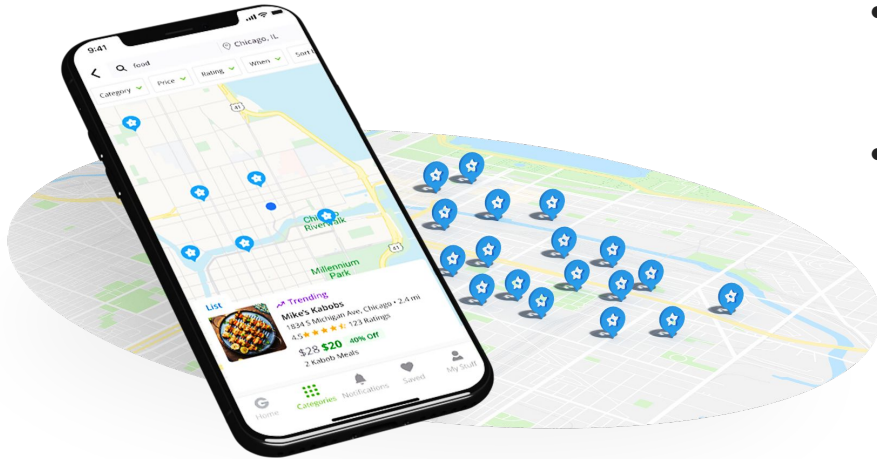 9:41
food
Chicago, IL
Category
Price
Rating
When
Sort
41
Chicago
Riverwalk
41
Millennium
Park
List
Trending
Mike's Kabobs
1834 S Michigan Ave, Chicago • 2.4 mi
4.5 123 Ratings
$28 $20 40% Off
2 Kabob Meals
G
Home
Categories
Notifications
Saved
My Stuff